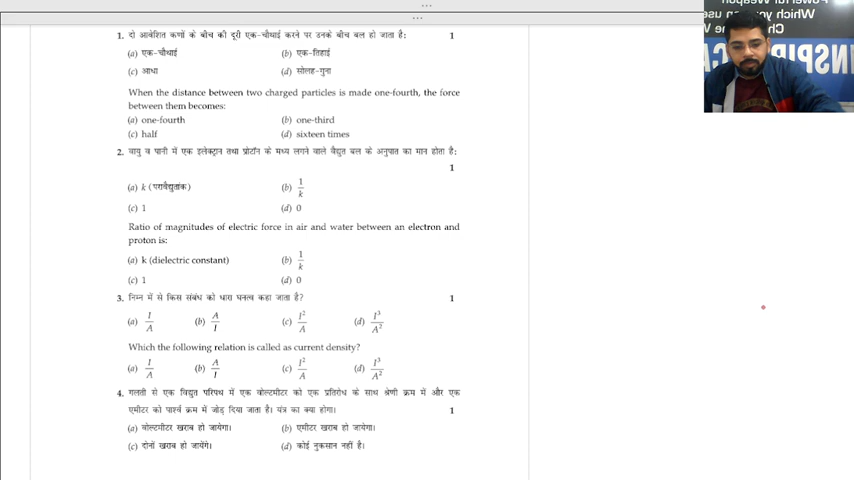 1. दो आवेशित कणों के बीच की दूरी एक-चौथाई करने पर उनके बीच बल हो जाता है: 1
(a) एक-चौथाई (b) एक-तिहाई
(c) आधा (d) सोलह-गुना
When the distance between two charged particles is made one-fourth, the force
between them becomes:
(a) one-fourth (b) one-third
(c) half (d) sixteen times
2. वायु व पानी में एक इलेक्ट्रान तथा प्रोटॉन के मध्य लगने वाले वैद्युत बल के अनुपात का मान होता है:
1
(a) k (परावैद्युतांक) (b) 1/k
(c) 1 (d) 0
Ratio of magnitudes of electric force in air and water between an electron and
proton is:
(a) k (dielectric constant) (b) 1/k
(c) 1 (d) 0
3. निम्न में से किस संबंध को धारा घनत्व कहा जाता है? 1
(a) I/A (b) A/I (c) I²/A (d) I³/A²
Which the following relation is called as current density?
(a) I/A (b) A/I (c) I²/A (d) I³/A²
4. गलती से एक विद्युत परिपथ में एक वोल्टमीटर को एक प्रतिरोध के साथ श्रेणी क्रम में और एक
एमीटर को पार्श्व क्रम में जोड़ दिया जाता है। यंत्र का क्या होगा। 1
(a) वोल्टमीटर खराब हो जायेगा। (b) एमीटर खराब हो जायेगा।
(c) दोनों खराब हो जायेंगे। (d) कोई नुकसान नहीं है।